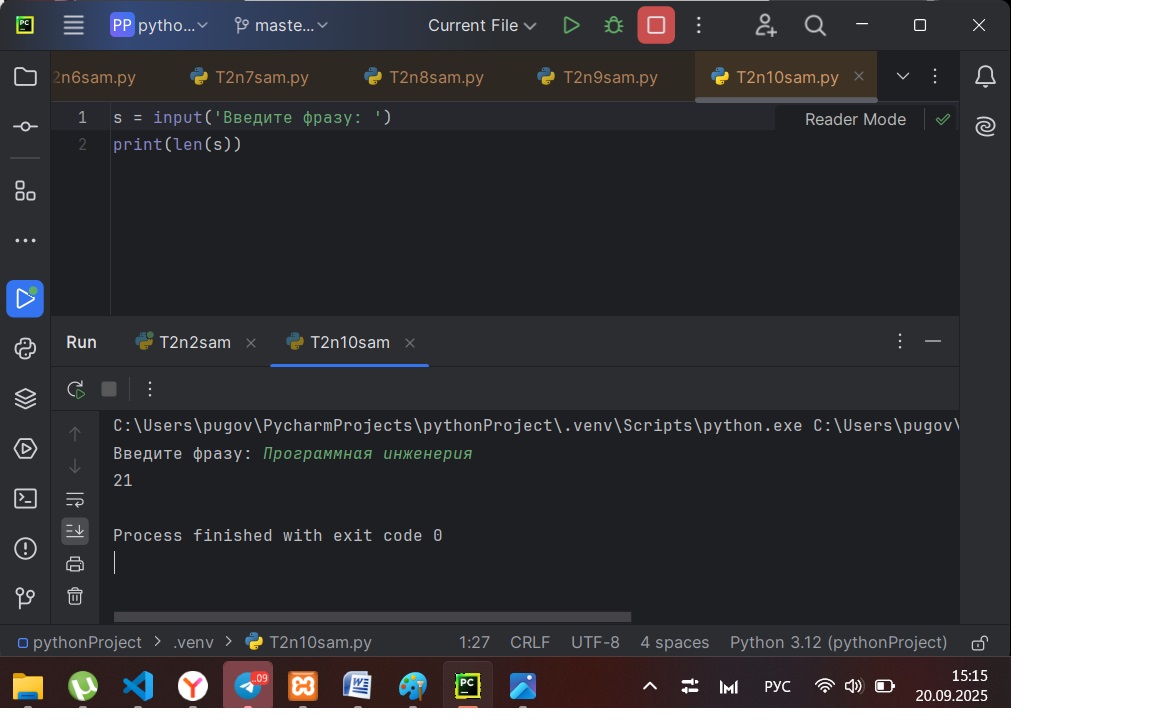 PC
PP pytho... maste... Current File
2n6sam.py T2n7sam.py T2n8sam.py T2n9sam.py T2n10sam.py
1 s = input('Введите фразу: ')
Reader Mode
2 print(len(s))
Run T2n2sam T2n10sam
C:\Users\pugov\PycharmProjects\pythonProject\.venv\Scripts\python.exe C:\Users\pugov\
Введите фразу: Программная инженерия
21
Process finished with exit code 0
pythonProject > .venv > T2n10sam.py 1:27 CRLF UTF-8 4 spaces Python 3.12 (pythonProject)
..09 PC РУС 15:15
20.09.2025